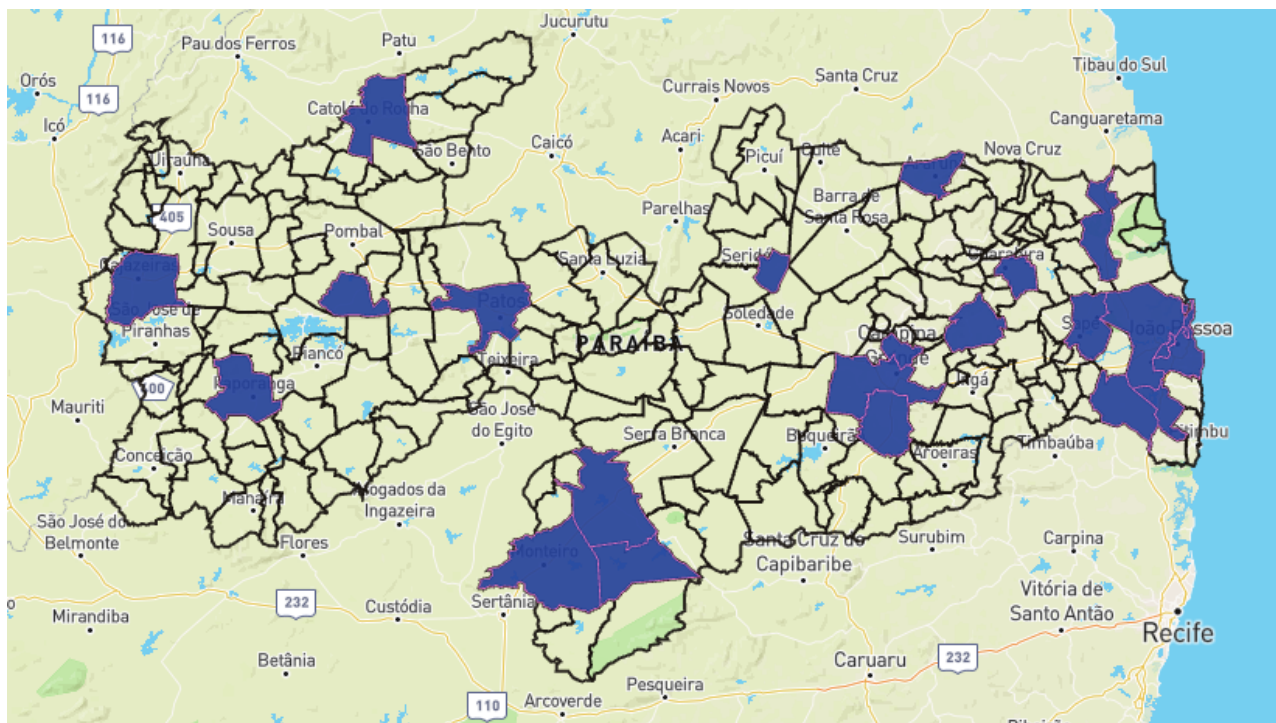 Jucurutu
116
Pau dos Ferros
Patu
Tibau do Sul
Orós
Santa Cruz
Currais Novos
116
Catolé do Rocha
Canguaretama
Icó
Acari
Caicó
São Bento
Nova Cruz
Uiraúna
Picuí
Cuité
Araruna
Barra de
Santa Rosa
405
Parelhas
Sousa
Pombal
Santa Luzia
Seridó
Guarabira
Cajazeiras
Patos
São José de
Piranhas
Soledade
Sapé
João Pessoa
Campina
Grande
PARAÍBA
Piancó
Teixeira
Itaporanga
Ingá
Mauriti
São José
do Egito
Serra Branca
Boqueirão
Timbaúba
Pitimbu
Aroeiras
Conceição
Afogados da
Ingazeira
Manaíra
São José do
Belmonte
Flores
Monteiro
Santa Cruz do
Capibaribe
Surubim
Carpina
Vitória de
Santo Antão
232
Custódia
Sertânia
Mirandiba
Recife
Betânia
Caruaru
232
Pesqueira
Arcoverde
110